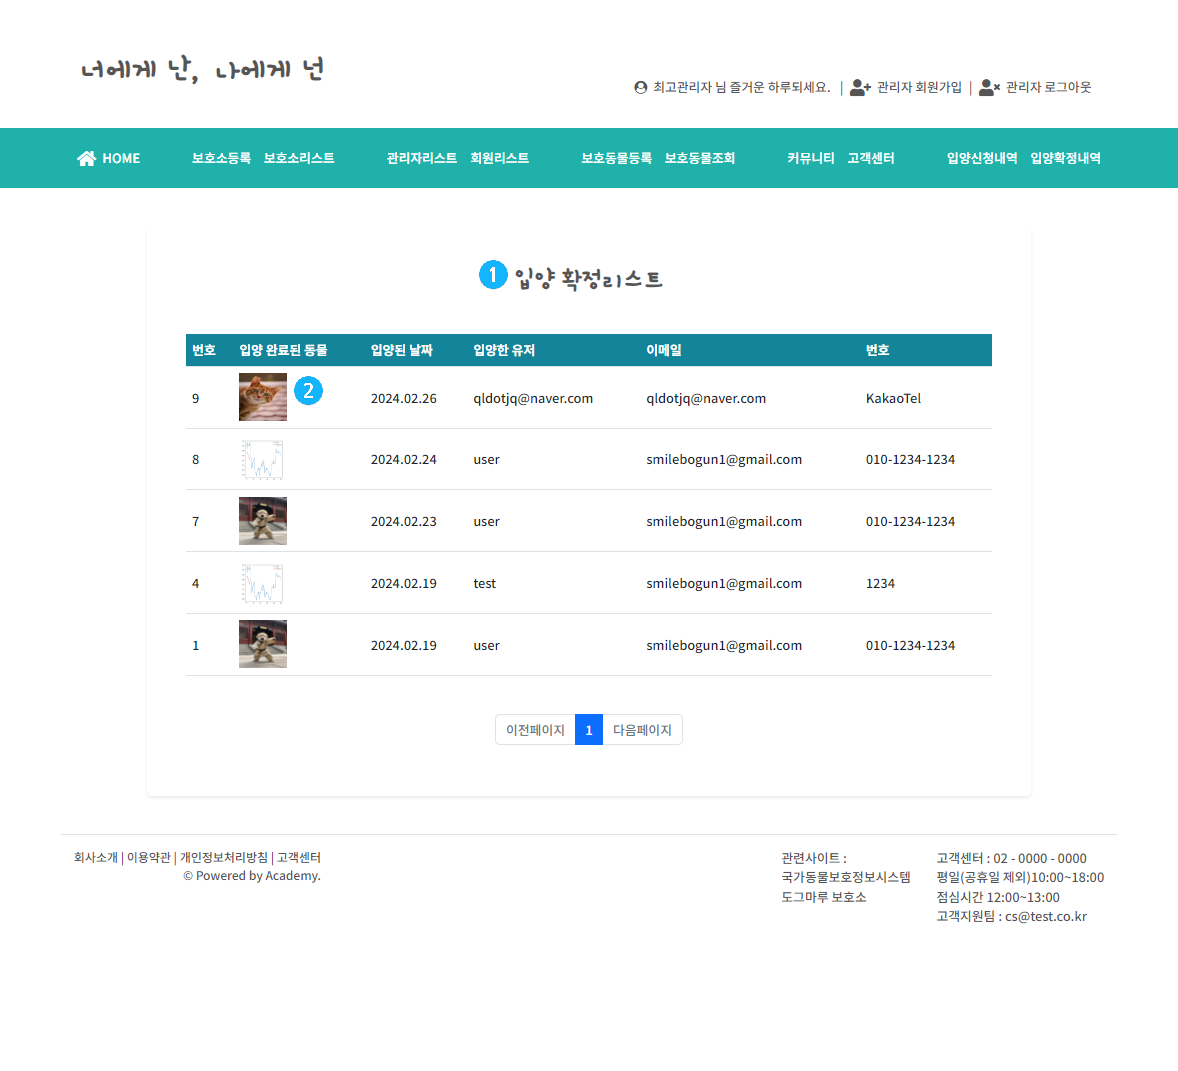 너에게 난, 나에게 넌
최고관리자 님 즐거운 하루되세요. | 관리자 회원가입 | 관리자 로그아웃
HOME 보호소등록 보호소리스트 관리자리스트 회원리스트 보호동물등록 보호동물조회 커뮤니티 고객센터 입양신청내역 입양확정내역
1 입양 확정리스트
번호 입양 완료된 동물 입양된 날짜 입양한 유저 이메일 번호
9 2 2024.02.26 qldotjq@naver.com qldotjq@naver.com KakaoTel
8 2024.02.24 user smilebogun1@gmail.com 010-1234-1234
7 2024.02.23 user smilebogun1@gmail.com 010-1234-1234
4 2024.02.19 test smilebogun1@gmail.com 1234
1 2024.02.19 user smilebogun1@gmail.com 010-1234-1234
이전페이지 1 다음페이지
회사소개 | 이용약관 | 개인정보처리방침 | 고객센터
© Powered by Academy.
관련사이트 :
국가동물보호정보시스템
도그마루 보호소
고객센터 : 02 - 0000 - 0000
평일(공휴일 제외)10:00~18:00
점심시간 12:00~13:00
고객지원팀 : cs@test.co.kr